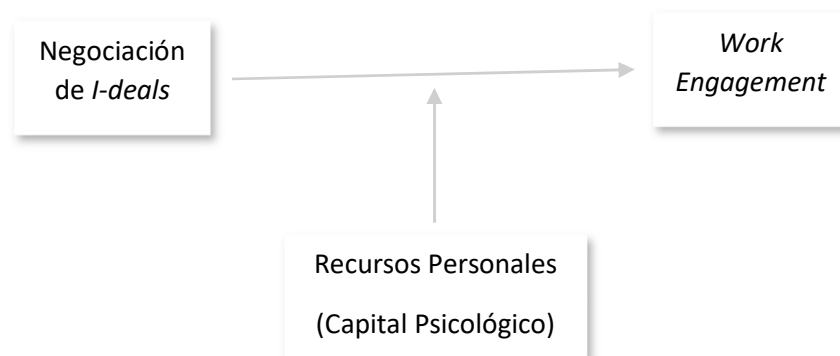 Negociación
de I-deals
Work
Engagement
Recursos Personales
(Capital Psicológico)